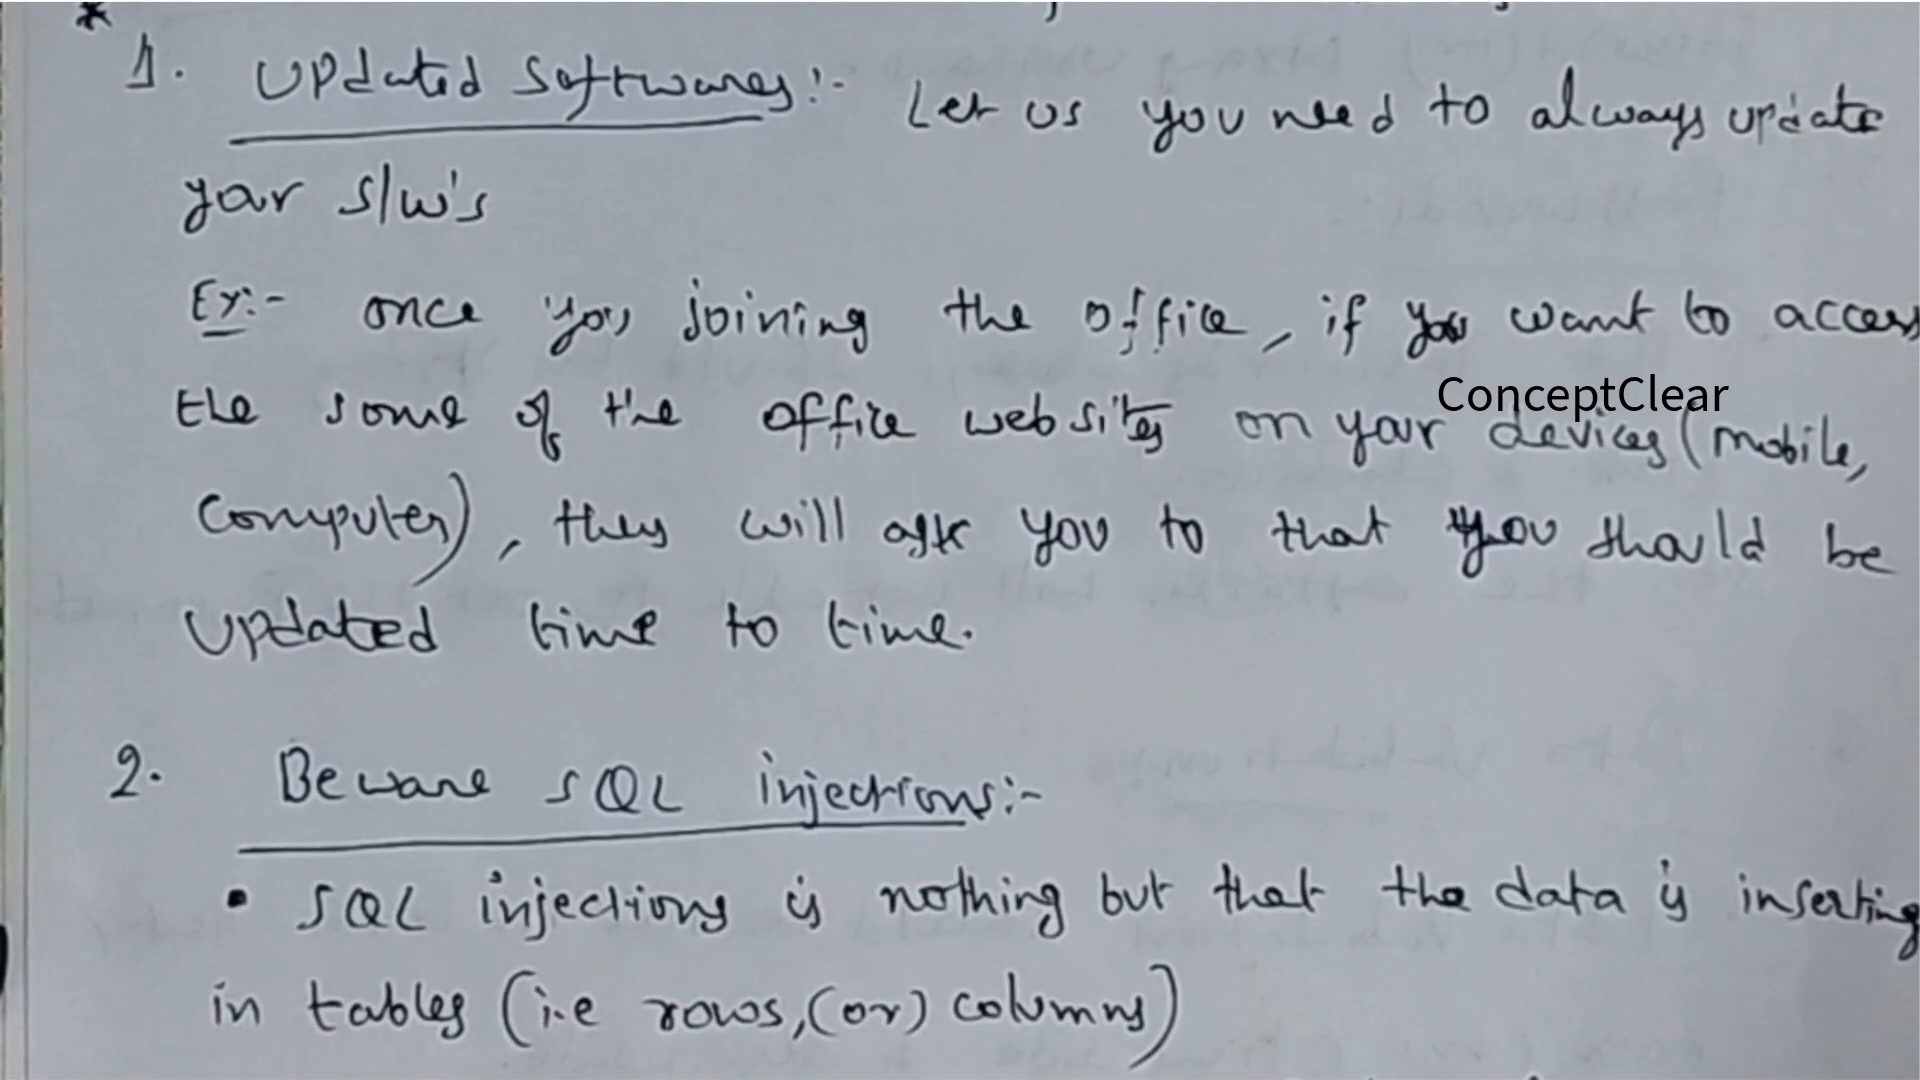 *
1. Updated Softwares:- Let us you need to always update
your s/w's
Ex:- once you joining the office, if you want to access
the some of the office websites on your devices (mobile,
ConceptClear
computer), they will ask you to that you should be
updated time to time.
2. Beware SQL injections:-
• SQL injections is nothing but that the data is inserting
in tables (i.e rows, (or) columns)